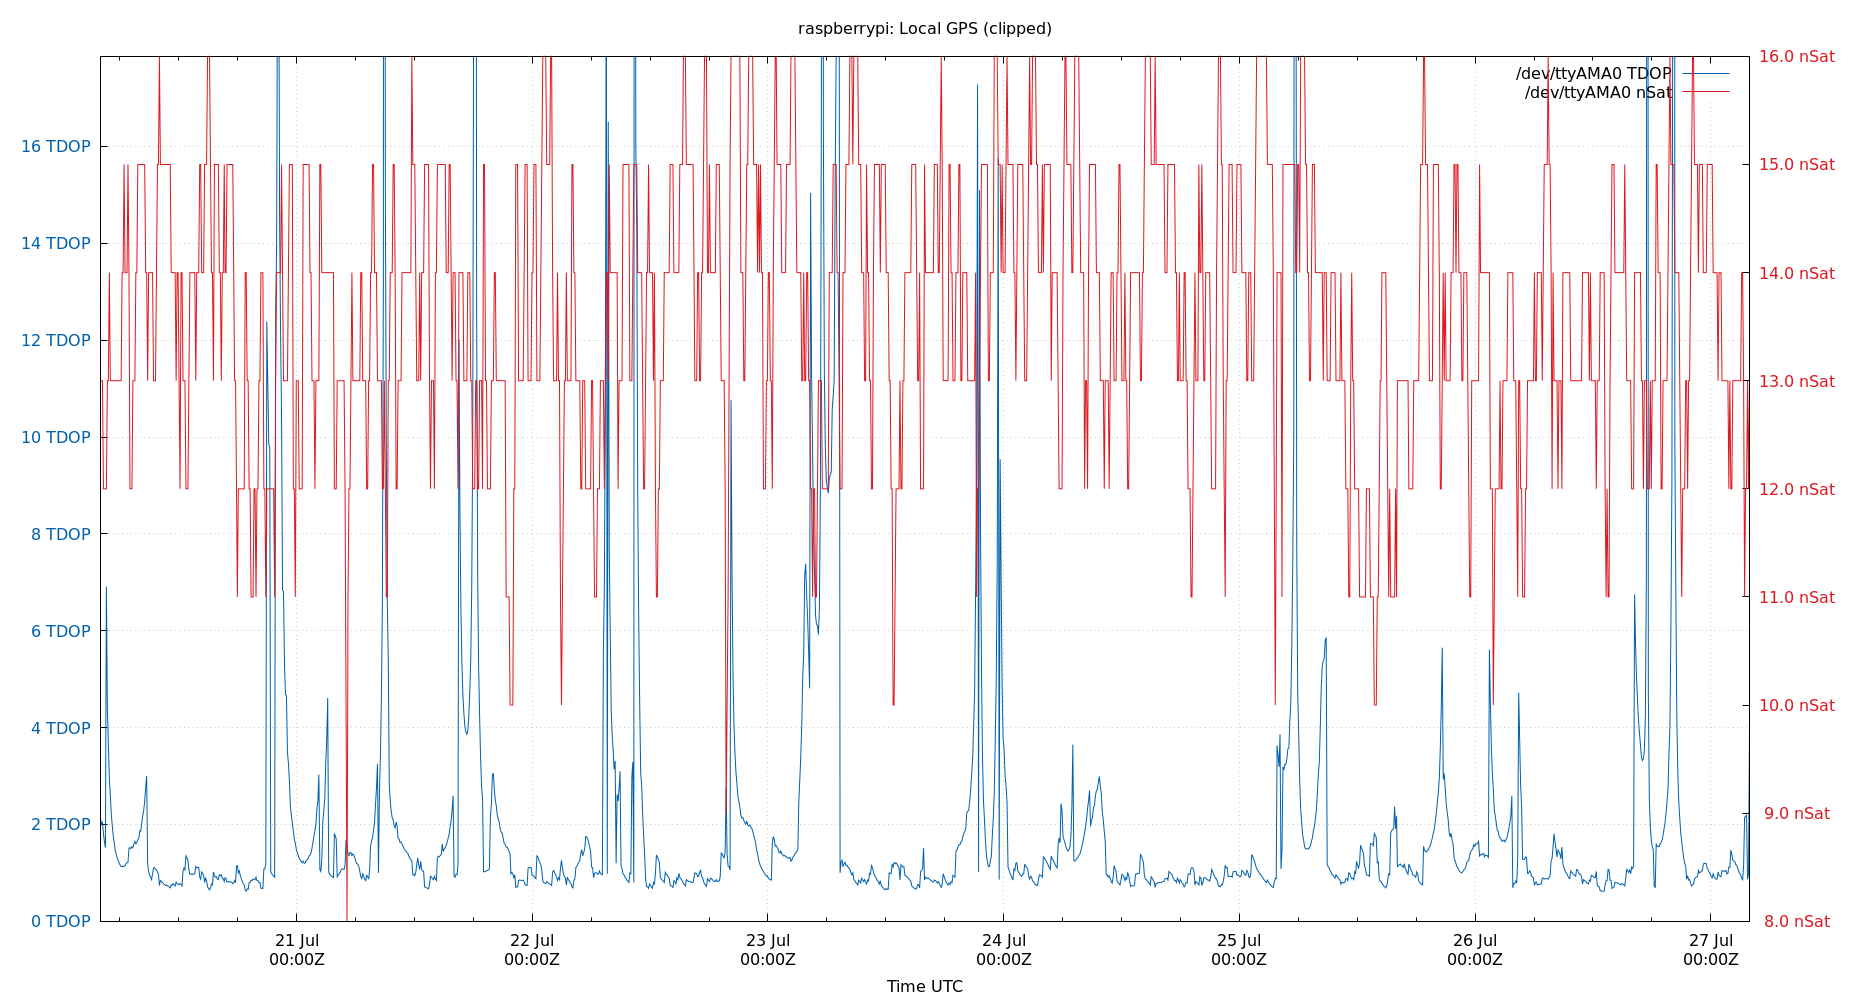 raspberrypi: Local GPS (clipped)
/dev/ttyAMA0 TDOP
/dev/ttyAMA0 nSat
16 TDOP
14 TDOP
12 TDOP
10 TDOP
8 TDOP
6 TDOP
4 TDOP
2 TDOP
0 TDOP
16.0 nSat
15.0 nSat
14.0 nSat
13.0 nSat
12.0 nSat
11.0 nSat
10.0 nSat
9.0 nSat
8.0 nSat
21 Jul
00:00Z
22 Jul
00:00Z
23 Jul
00:00Z
24 Jul
00:00Z
25 Jul
00:00Z
26 Jul
00:00Z
27 Jul
00:00Z
Time UTC